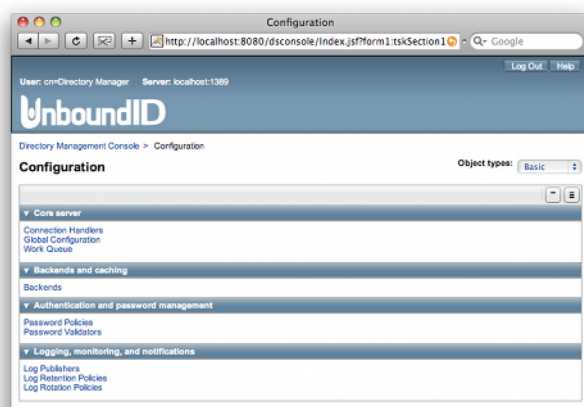 Configuration
http://localhost:8080/dsconsole/Index.jsf?form1:tskSection1
Google
Log Out Help
User: cn=Directory Manager Server: localhost:1389
UnboundID
Directory Management Console > Configuration
Configuration
Object types: Basic
Core server
Connection Handlers
Global Configuration
Work Queue
Backends and caching
Backends
Authentication and password management
Password Policies
Password Validators
Logging, monitoring, and notifications
Log Publishers
Log Retention Policies
Log Rotation Policies